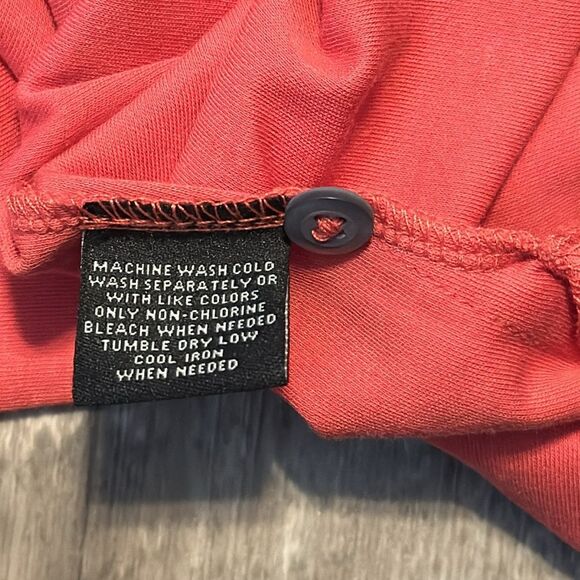 MACHINE WASH COLD
WASH SEPARATELY OR
WITH LIKE COLORS
ONLY NON-CHLORINE
BLEACH WHEN NEEDED
TUMBLE DRY LOW
COOL IRON
WHEN NEEDED